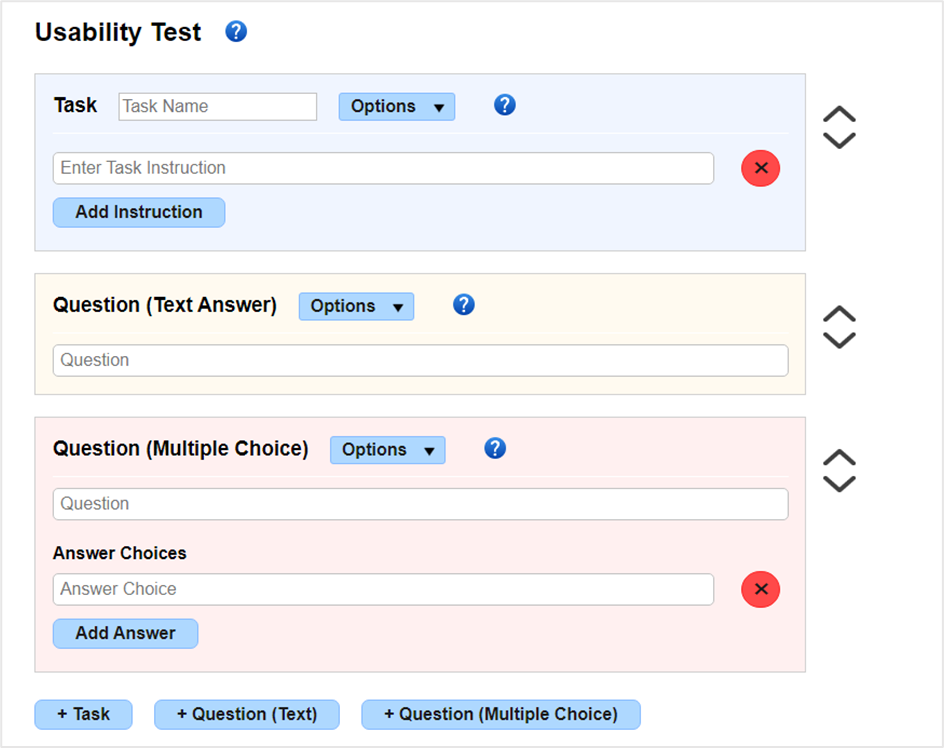 Usability Test ?
Task Task Name Options ▼ ?
Enter Task Instruction ✕
Add Instruction
Question (Text Answer) Options ▼ ?
Question
Question (Multiple Choice) Options ▼ ?
Question
Answer Choices
Answer Choice ✕
Add Answer
+ Task + Question (Text) + Question (Multiple Choice)